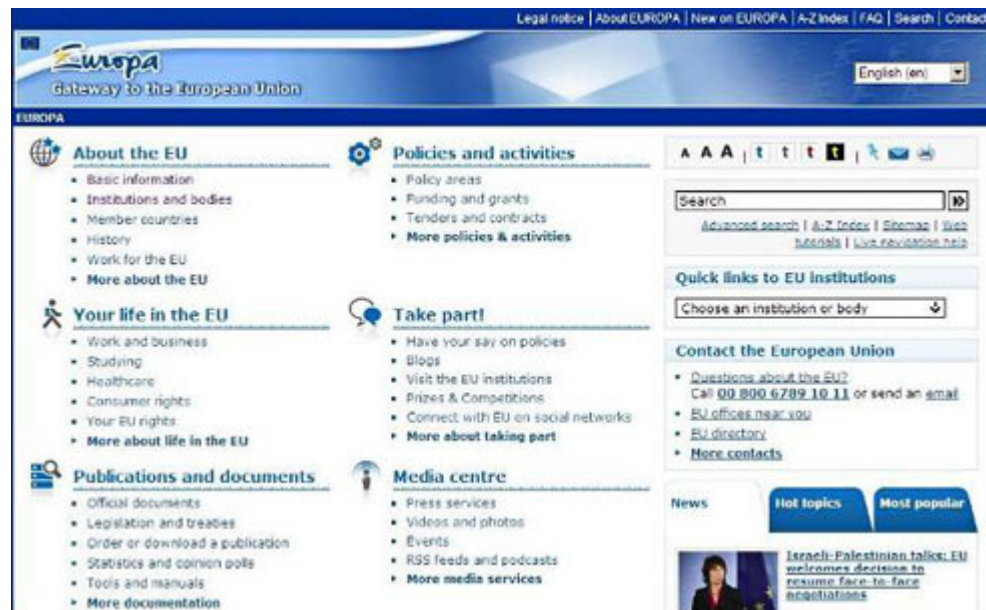 Legal notice | About EUROPA | New on EUROPA | A-Z Index | FAQ | Search | Contact
Europa
Gateway to the European Union
English (en)
EUROPA
About the EU
Basic information
Institutions and bodies
Member countries
History
Work for the EU
More about the EU
Policies and activities
Policy areas
Funding and grants
Tenders and contracts
More policies & activities
Your life in the EU
Work and business
Studying
Healthcare
Consumer rights
Your EU rights
More about life in the EU
Take part!
Have your say on policies
Blogs
Visit the EU institutions
Prizes & Competitions
Connect with EU on social networks
More about taking part
Publications and documents
Official documents
Legislation and treaties
Order or download a publication
Statistics and opinion polls
Tools and manuals
More documentation
Media centre
Press services
Videos and photos
Events
RSS feeds and podcasts
More media services
A A A | t t t t |
Search
Advanced search | A-Z Index | Sitemap | Web
tutorials | Live navigation help
Quick links to EU institutions
Choose an institution or body
Contact the European Union
Questions about the EU?
Call 00 800 6789 10 11 or send an email
EU offices near you
EU directory
More contacts
News
Hot topics
Most popular
Israeli-Palestinian talks: EU
welcomes decision to
resume face-to-face
negotiations